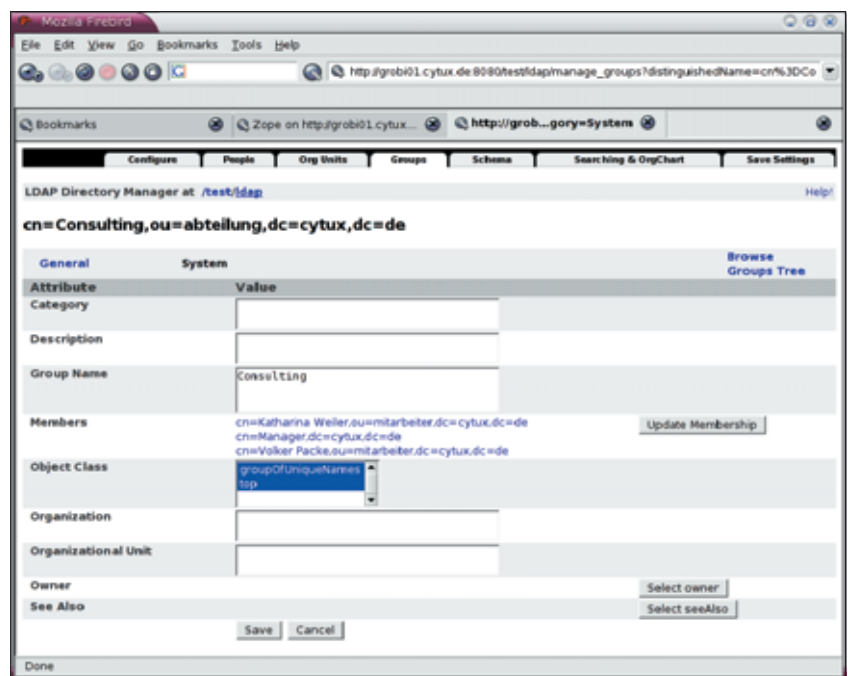 Mozilla Firebird
File Edit View Go Bookmarks Tools Help
http://grobi01.cytux.de:8080/test/ldap/manage_groups?distinguishedName=cn%3DCo
Bookmarks Zope on http://grobi01.cytux... http://grob...gory=System
Configure People Org Units Groups Schema Searching & OrgChart Save Settings
LDAP Directory Manager at /test/ldap Help!
cn=Consulting,ou=abteilung,dc=cytux,dc=de
General System Browse
Groups Tree
Attribute Value
Category
Description
Group Name Consulting
Members cn=Katharina Weiler,ou=mitarbeiter,dc=cytux,dc=de Update Membership
cn=Manager,dc=cytux,dc=de
cn=Volker Packe,ou=mitarbeiter,dc=cytux,dc=de
Object Class groupOfUniqueNames
top
Organization
Organizational Unit
Owner Select owner
See Also Select seeAlso
Save Cancel
Done